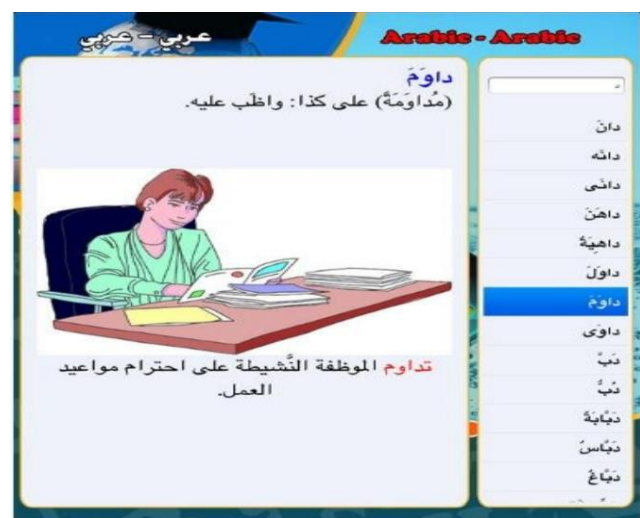 عربي - عربي
Arabic - Arabic
داوَمَ
(مُداوَمَةً) على كذا: واظَب عليه.
تداوم الموظفة النَّشيطة على احترام مواعيد
العمل.
د
دانَ
دانَه
دانَى
داهَنَ
داهِيَةٌ
داوَلَ
داوَمَ
داوَى
دَبَّ
دُبٌّ
دَبَّابَةٌ
دَبّاسٌ
دَبّاغٌ